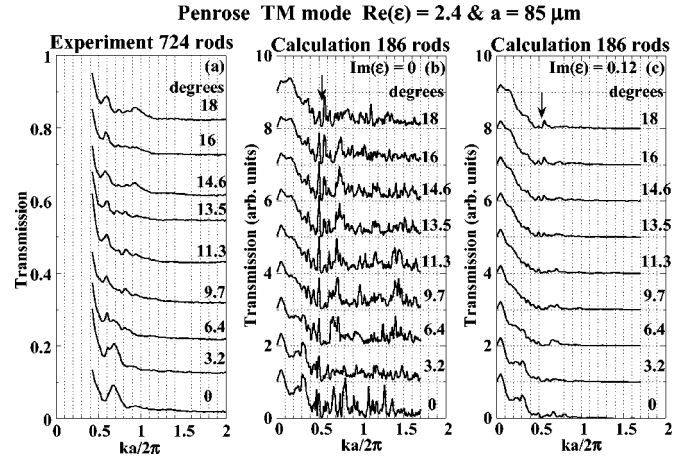 Penrose TM mode Re(ε) = 2.4 & a = 85 μm
Experiment 724 rods
Calculation 186 rods
Calculation 186 rods
(a)
degrees
18
16
14.6
13.5
11.3
9.7
6.4
3.2
0
Transmission
1
0.8
0.6
0.4
0.2
0
0 0.5 1 1.5 2
ka/2π
Im(ε) = 0 (b)
degrees
18
16
14.6
13.5
11.3
9.7
6.4
3.2
0
Transmission (arb. units)
10
8
6
4
2
0
0 0.5 1 1.5 2
ka/2π
Im(ε) = 0.12 (c)
degrees
18
16
14.6
13.5
11.3
9.7
6.4
3.2
0
Transmission (arb. units)
10
8
6
4
2
0
0 0.5 1 1.5 2
ka/2π